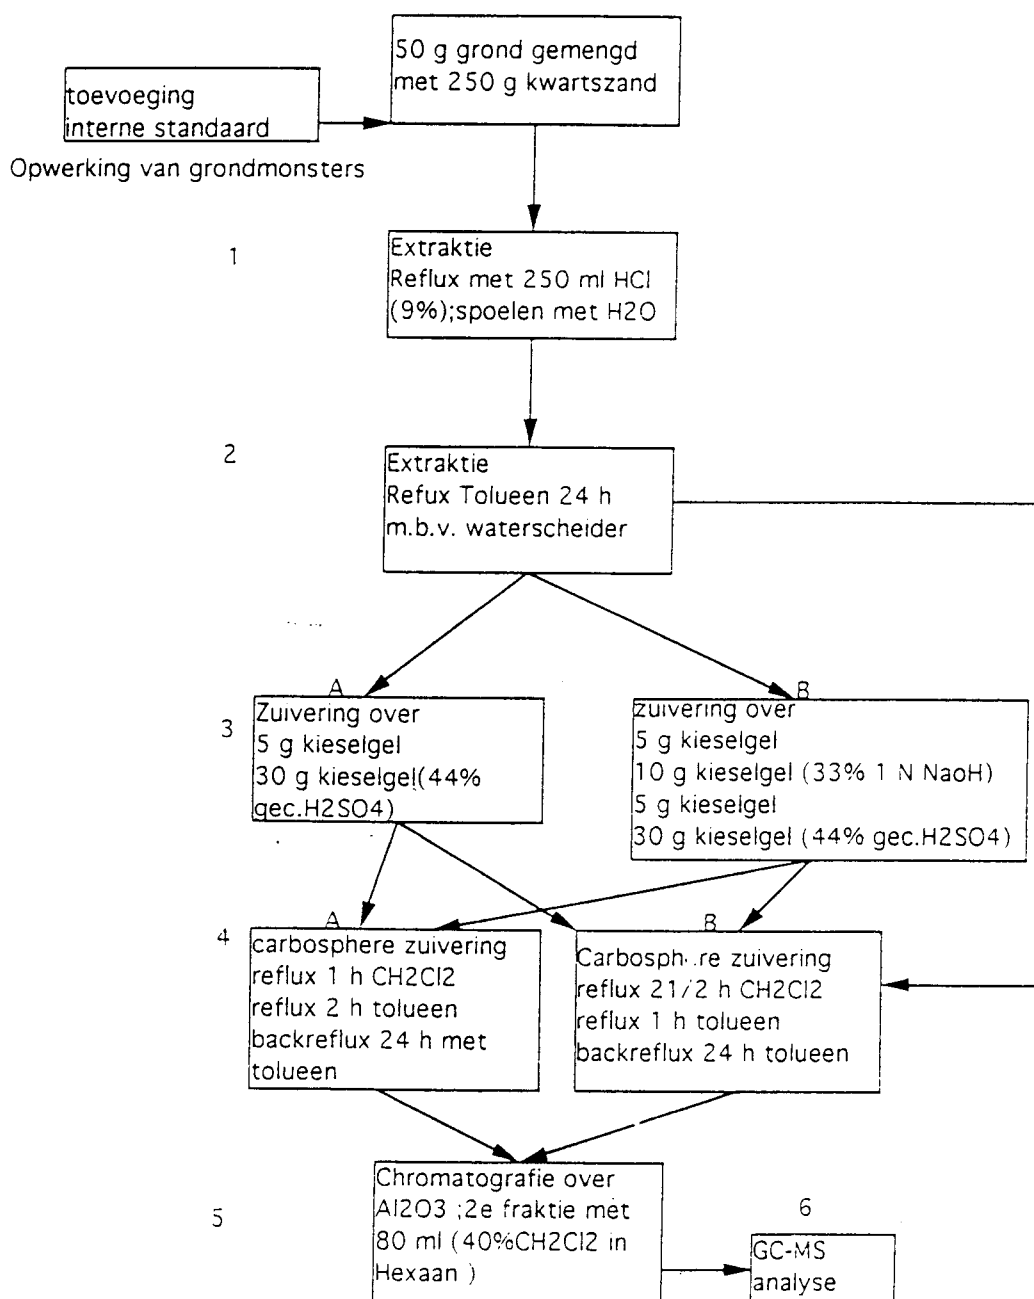 50 g grond gemengd
met 250 g kwartszand
toevoeging
interne standaard
Opwerking van grondmonsters
1
Extraktie
Reflux met 250 ml HCl
(9%);spoelen met H2O
2
Extraktie
Refux Tolueen 24 h
m.b.v. waterscheider
3
A
Zuivering over
5 g kieselgel
30 g kieselgel(44%
gec.H2SO4)
B
zuivering over
5 g kieselgel
10 g kieselgel (33% 1 N NaoH)
5 g kieselgel
30 g kieselgel (44% gec.H2SO4)
4
A
carbosphere zuivering
reflux 1 h CH2Cl2
reflux 2 h tolueen
backreflux 24 h met
tolueen
B
Carbosphere zuivering
reflux 21/2 h CH2Cl2
reflux 1 h tolueen
backreflux 24 h tolueen
5
Chromatografie over
Al2O3 ;2e fraktie met
80 ml (40%CH2Cl2 in
Hexaan )
6
GC-MS
analyse